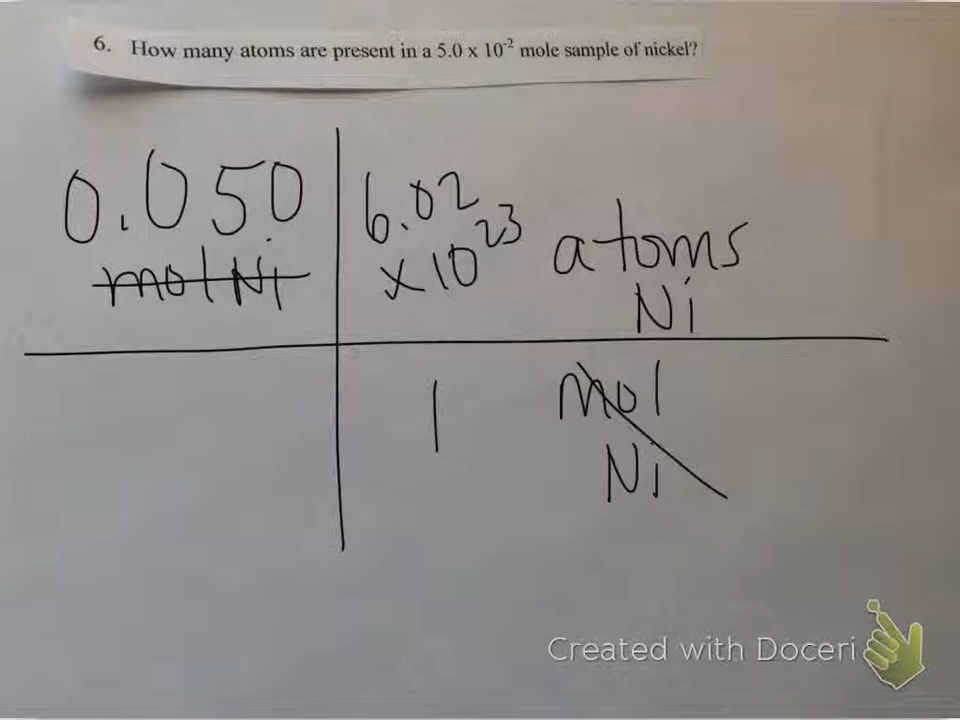 6. How many atoms are present in a 5.0 x 10⁻² mole sample of nickel?
0.050
mol Ni
6.02
x10²³
atoms
Ni
1
mol
Ni
Created with Doceri